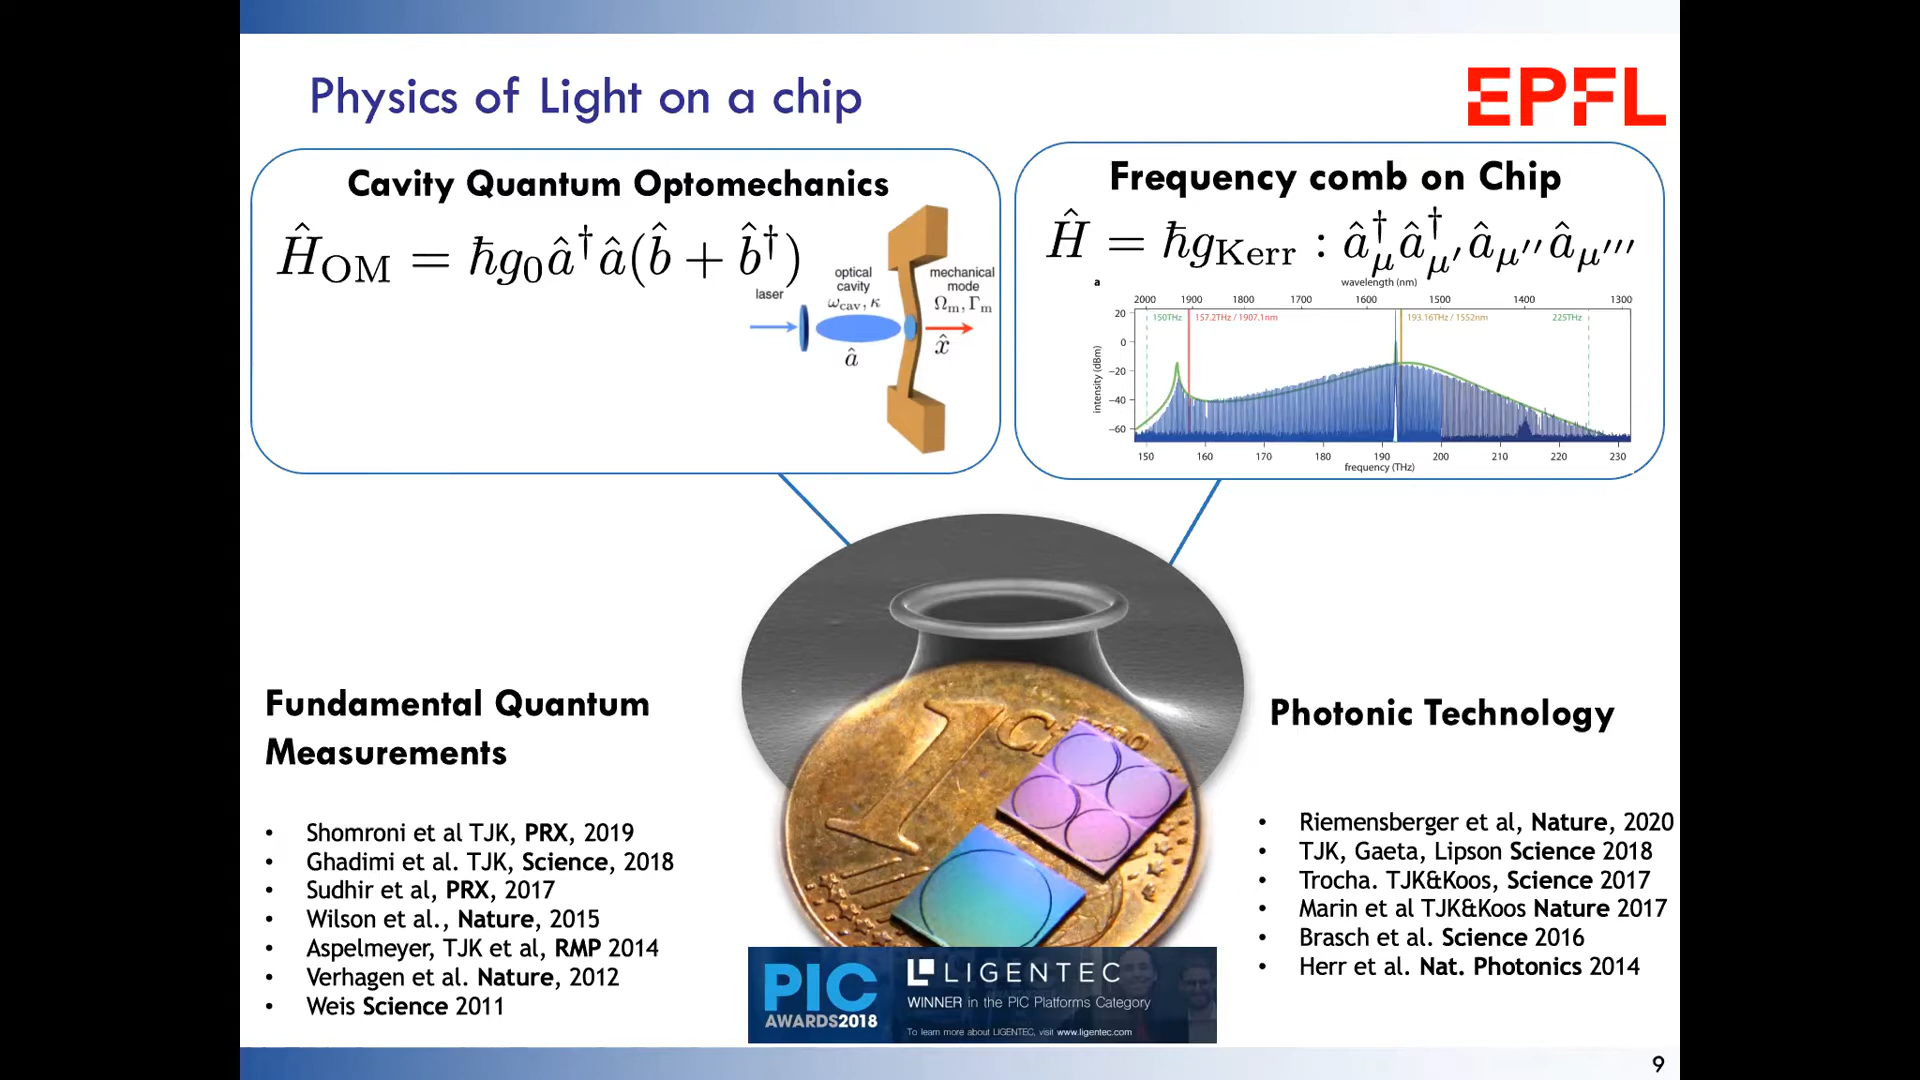 Physics of Light on a chip
EPFL
Cavity Quantum Optomechanics
Ĥ_OM = ħg₀â†â(b̂ + b̂†)
laser
optical
cavity
ω_cav, κ
â
mechanical
mode
Ω_m, Γ_m
x̂
Frequency comb on Chip
Ĥ = ħg_Kerr : â†_μ â†_μ′ â_μ′′ â_μ′′′
a
wavelength (nm)
2000 1900 1800 1700 1600 1500 1400 1300
150THz 157.2THz / 1907.1nm 193.16THz / 1552nm 225THz
intensity (dBm)
20
0
−20
−40
−60
150 160 170 180 190 200 210 220 230
frequency (THz)
Fundamental Quantum
Measurements
• Shomroni et al TJK, PRX, 2019
• Ghadimi et al. TJK, Science, 2018
• Sudhir et al, PRX, 2017
• Wilson et al., Nature, 2015
• Aspelmeyer, TJK et al, RMP 2014
• Verhagen et al. Nature, 2012
• Weis Science 2011
1
Photonic Technology
• Riemensberger et al, Nature, 2020
• TJK, Gaeta, Lipson Science 2018
• Trocha. TJK&Koos, Science 2017
• Marin et al TJK&Koos Nature 2017
• Brasch et al. Science 2016
• Herr et al. Nat. Photonics 2014
PIC
AWARDS2018
LIGENTEC
WINNER in the PIC Platforms Category
To learn more about LIGENTEC, visit www.ligentec.com
9